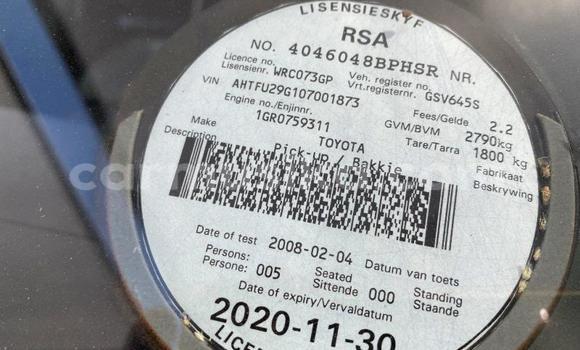 LISENSIESKYF
RSA
NO. 4046048BPHSR NR.
Licence no. Lisensienr. WRC073GP Veh. register no. Vrt.registernr. GSV645S
VIN AHTFU29G107001873 Fees/Gelde 2.2
Engine no./Enjinnr. 1GR0759311 GVM/BVM 2790kg
Tare/Tarra 1800 kg
Make TOYOTA Fabrikaat
Description Pick-up / Bakkie Beskrywing
Date of test 2008-02-04 Datum van toets
Persons: Persone: 005 Seated Sittende 000 Standing Staande
Date of expiry/Vervaldatum
2020-11-30